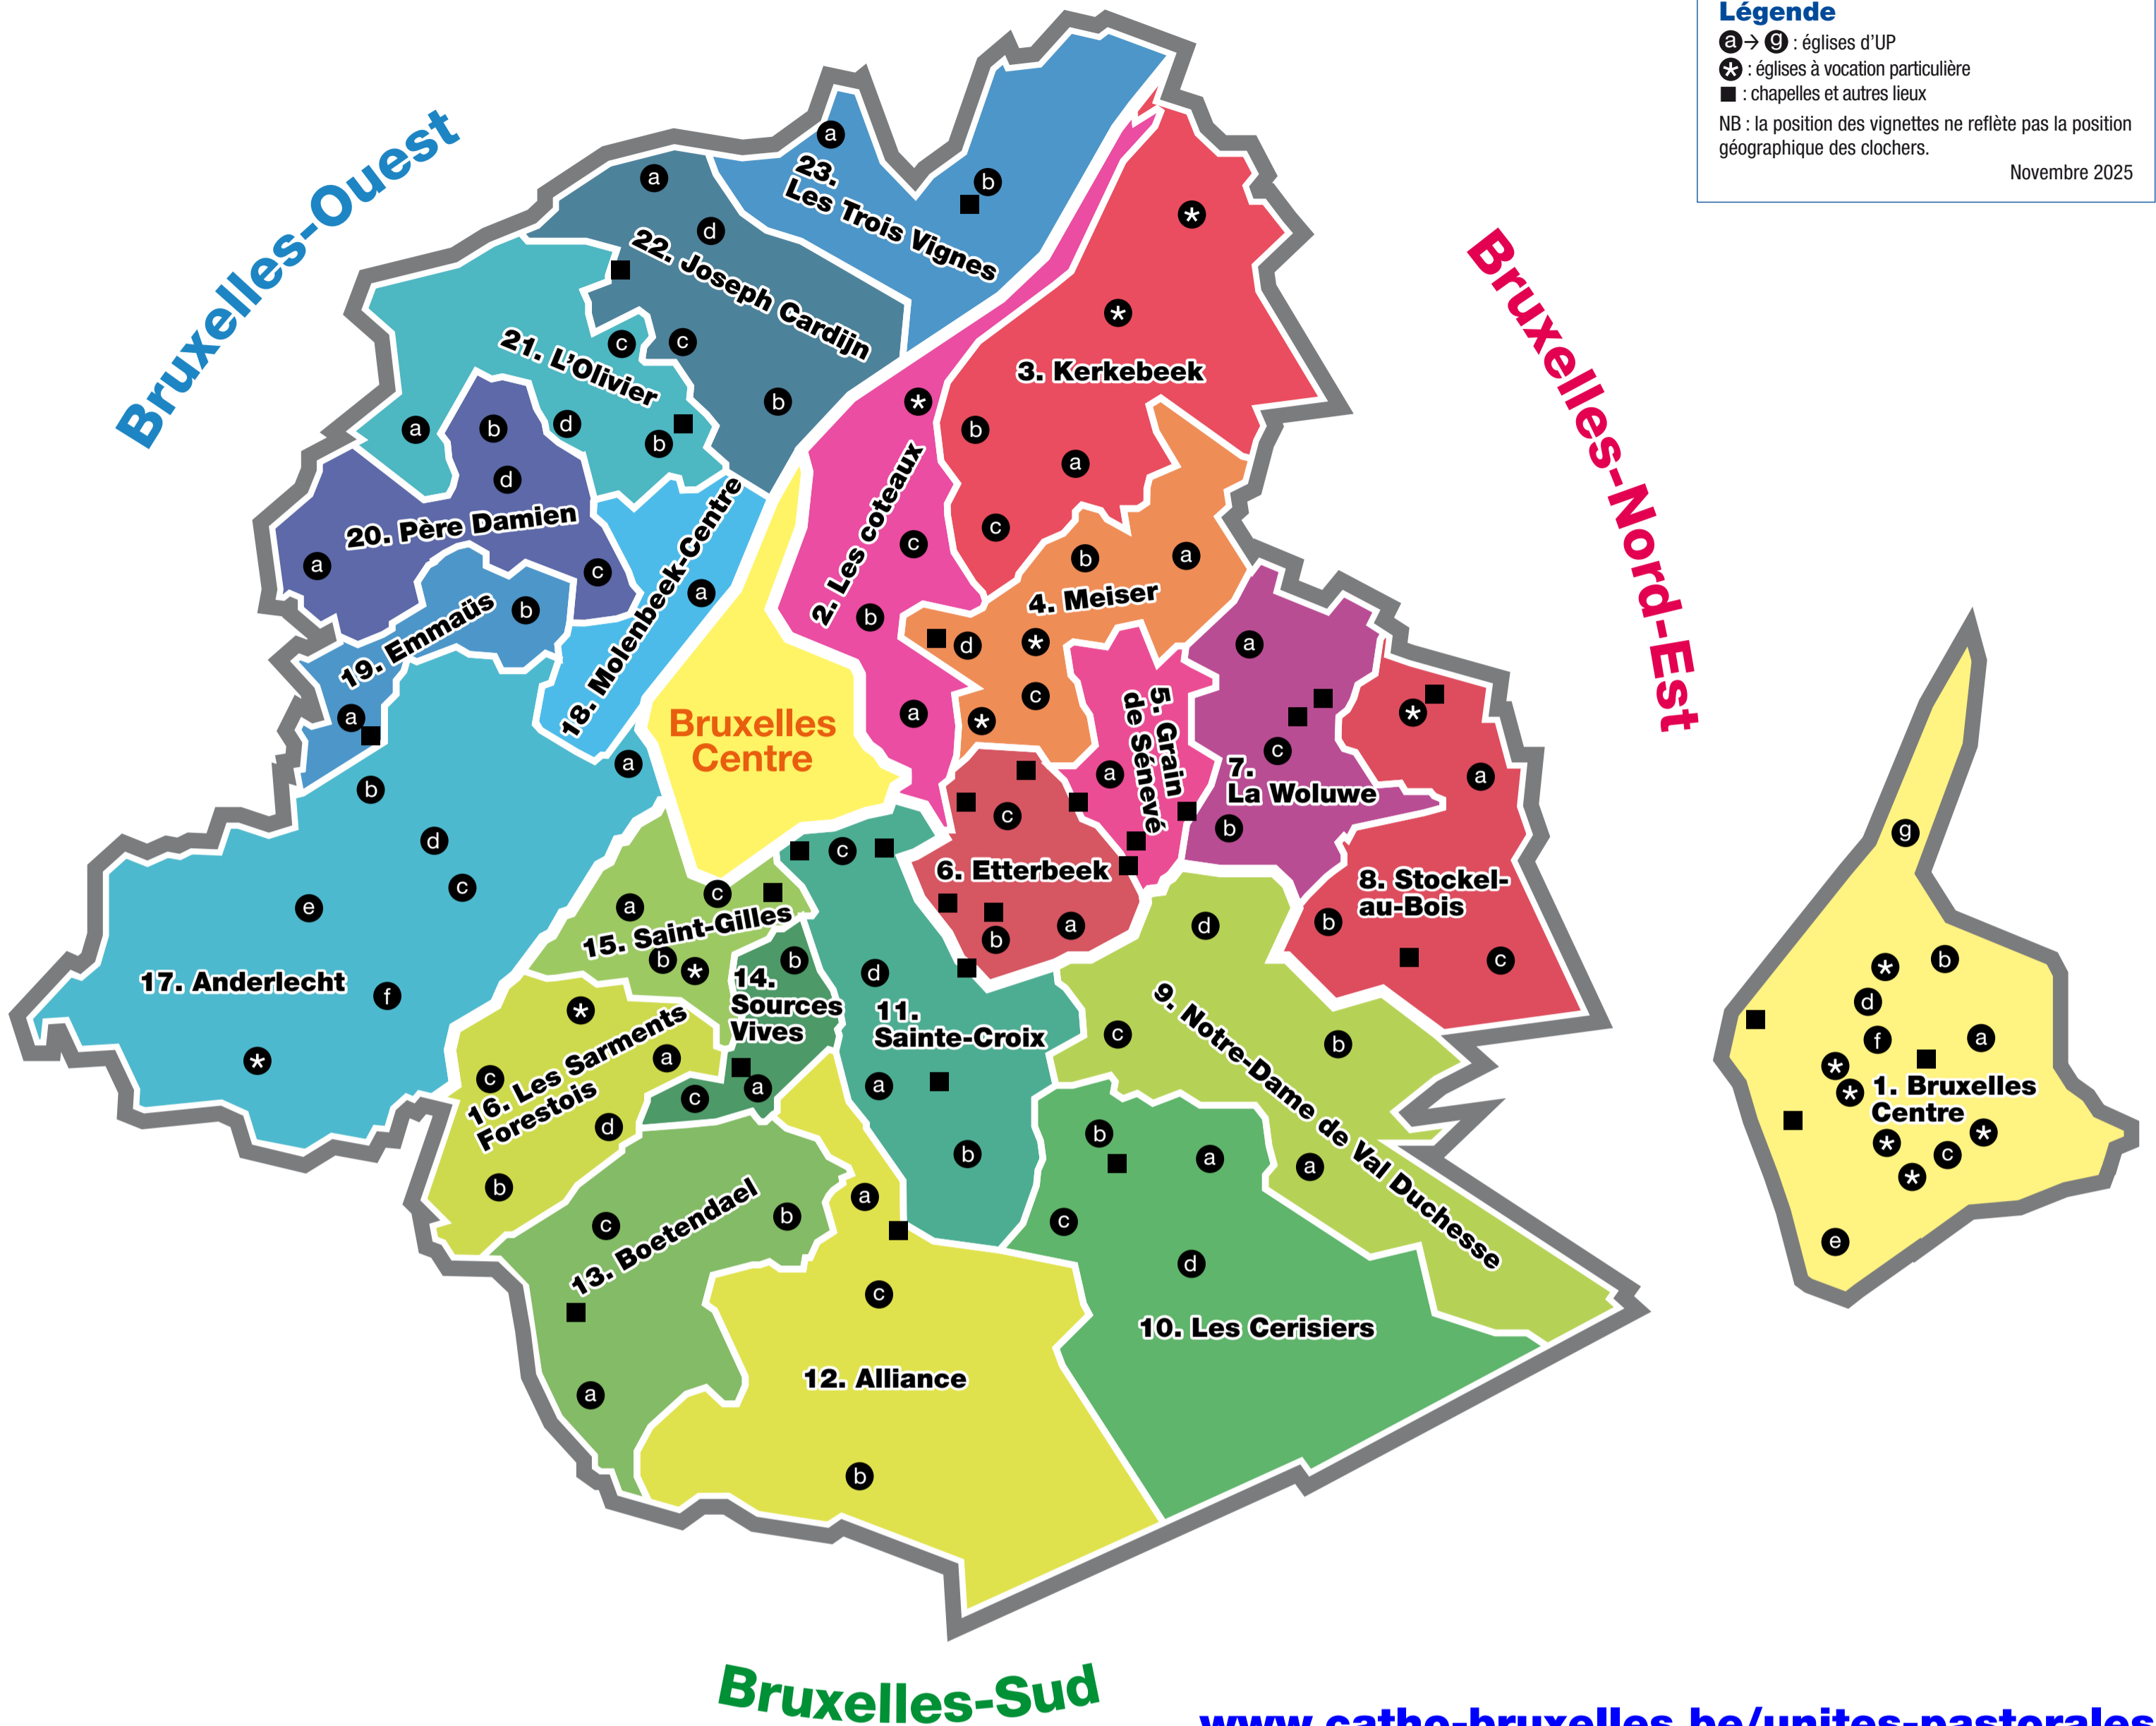 Légende
a → g : églises d’UP
* : églises à vocation particulière
■ : chapelles et autres lieux
NB : la position des vignettes ne reflète pas la position
géographique des clochers.
Novembre 2025
Bruxelles-Ouest
Bruxelles-Nord-Est
Bruxelles-Sud
23.
Les Trois Vignes
a
b
22. Joseph Cardijn
a
d
c
b
21. L’Olivier
c
a
d
b
20. Père Damien
b
d
a
c
19. Emmaüs
b
a
18. Molenbeek-Centre
a
17. Anderlecht
a
b
d
c
e
f
*
Bruxelles
Centre
2. Les coteaux
*
c
b
a
3. Kerkebeek
*
*
b
a
c
4. Meiser
b
a
d
*
c
*
5. Grain
de Sénevé
a
6. Etterbeek
c
b
a
7.
La Woluwe
a
c
b
8. Stockel-
au-Bois
*
a
b
c
9. Notre-Dame de Val Duchesse
d
c
b
a
10. Les Cerisiers
b
a
c
d
11.
Sainte-Croix
c
d
a
b
12. Alliance
a
c
b
13. Boetendael
c
b
a
14.
Sources
Vives
b
a
c
15. Saint-Gilles
a
c
b
*
16. Les Sarments
Forestois
*
a
c
d
b
1. Bruxelles
Centre
g
*
b
d
f
a
*
*
*
*
c
*
e
www.catho-bruxelles.be/unites-pastorales